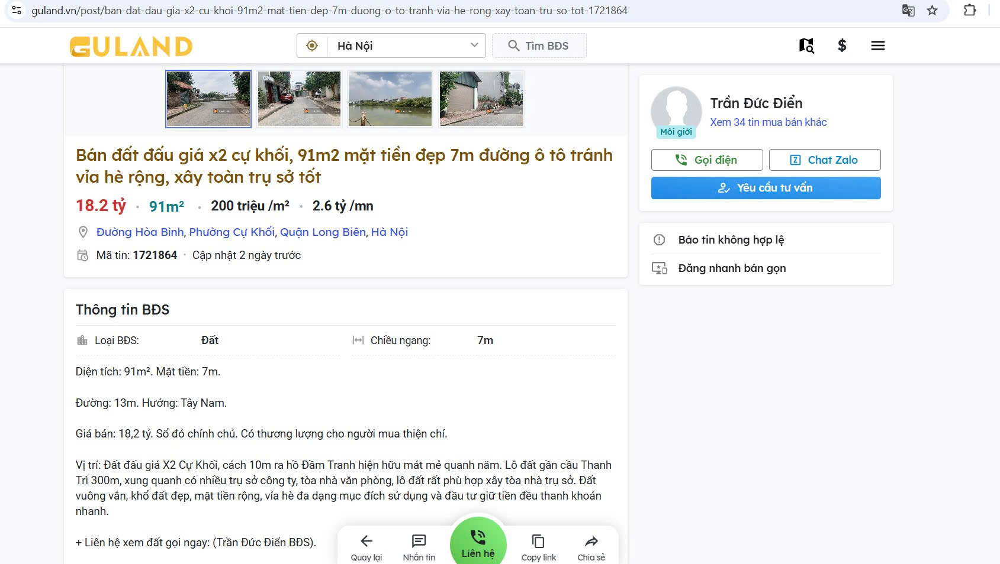 guland.vn/post/ban-dat-dau-gia-x2-cu-khoi-91m2-mat-tien-dep-7m-duong-o-to-tranh-via-he-rong-xay-toan-tru-so-tot-1721864
GULAND
Hà Nội
Tìm BĐS
$
Trần Đức Điển
Xem 34 tin mua bán khác
Môi giới
Gọi điện
Chat Zalo
Yêu cầu tư vấn
Báo tin không hợp lệ
Đăng nhanh bán gọn
Bán đất đấu giá x2 cự khối, 91m2 mặt tiền đẹp 7m đường ô tô tránh
vỉa hè rộng, xây toàn trụ sở tốt
18.2 tỷ · 91m² · 200 triệu /m² · 2.6 tỷ /mn
Đường Hòa Bình, Phường Cự Khối, Quận Long Biên, Hà Nội
Mã tin: 1721864 · Cập nhật 2 ngày trước
Thông tin BĐS
Loại BĐS: Đất
Chiều ngang: 7m
Diện tích: 91m². Mặt tiền: 7m.
Đường: 13m. Hướng: Tây Nam.
Giá bán: 18,2 tỷ. Sổ đỏ chính chủ. Có thương lượng cho người mua thiện chí.
Vị trí: Đất đấu giá X2 Cự Khối, cách 10m ra hồ Đầm Tranh hiện hữu mát mẻ quanh năm. Lô đất gần cầu Thanh
Trì 300m, xung quanh có nhiều trụ sở công ty, tòa nhà văn phòng, lô đất rất phù hợp xây tòa nhà trụ sở. Đất
vuông vắn, khổ đất đẹp, mặt tiền rộng, vỉa hè đa dạng mục đích sử dụng và đầu tư giữ tiền đều thanh khoản
nhanh.
+ Liên hệ xem đất gọi ngay: (Trần Đức Điển BĐS).
Quay lại
Nhắn tin
Liên hệ
Copy link
Chia sẻ